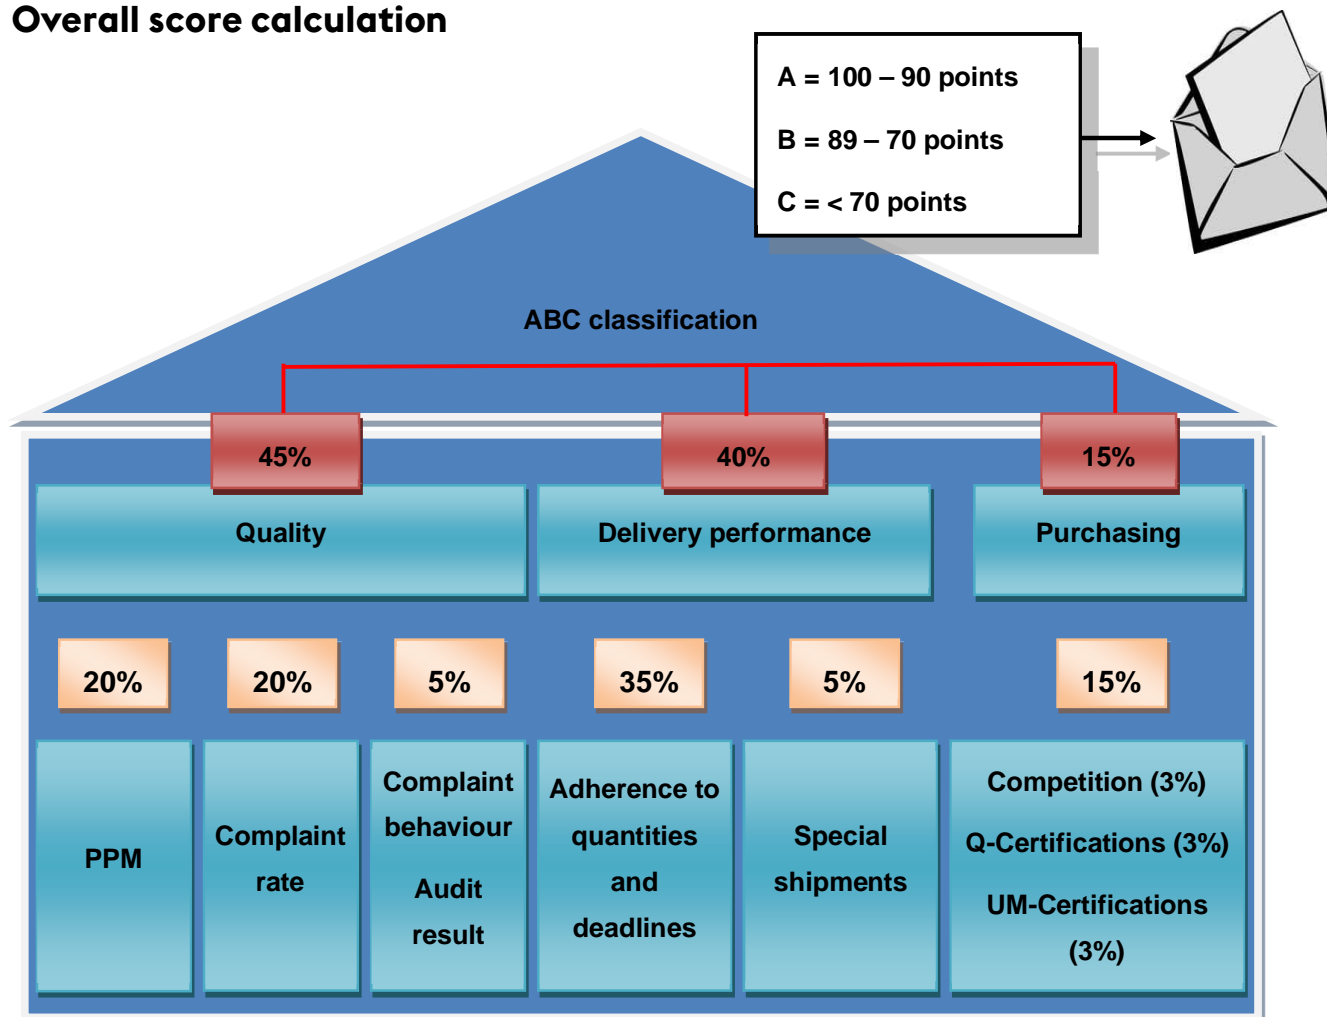 Overall score calculation
A = 100 – 90 points
B = 89 – 70 points
C = < 70 points
ABC classification
45%
40%
15%
Quality
Delivery performance
Purchasing
20%
20%
5%
35%
5%
15%
PPM
Complaint
rate
Complaint
behaviour
Audit
result
Adherence to
quantities
and
deadlines
Special
shipments
Competition (3%)
Q-Certifications (3%)
UM-Certifications
(3%)